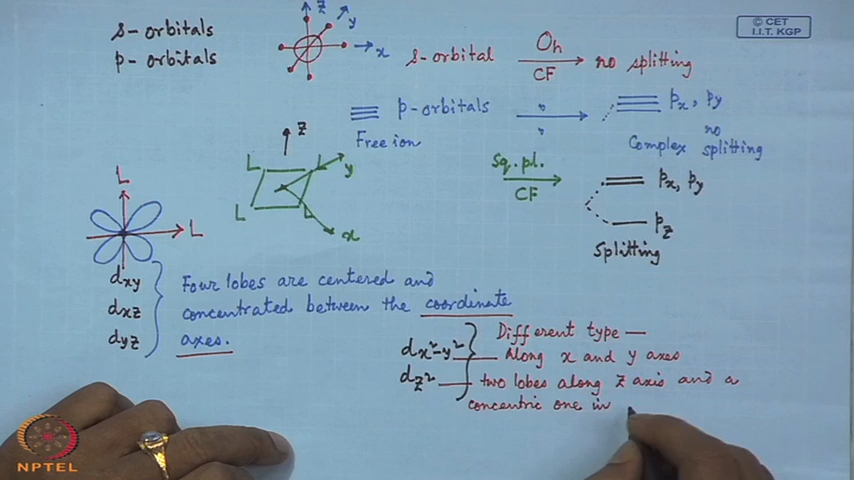 © CET
I.I.T. KGP
s-orbitals
p-orbitals
z
y
x
s-orbital Oh CF no splitting
p-orbitals
Free ion
px, py
Complex no splitting
z
L L y
L L x
Sq. pl.
CF
px, py
pz
Splitting
L
L
dxy
dxz
dyz
Four lobes are centered and
concentrated between the coordinate
axes.
Different type —
dx²-y² — Along x and y axes
dz² — two lobes along z axis and a
concentric one in
NPTEL